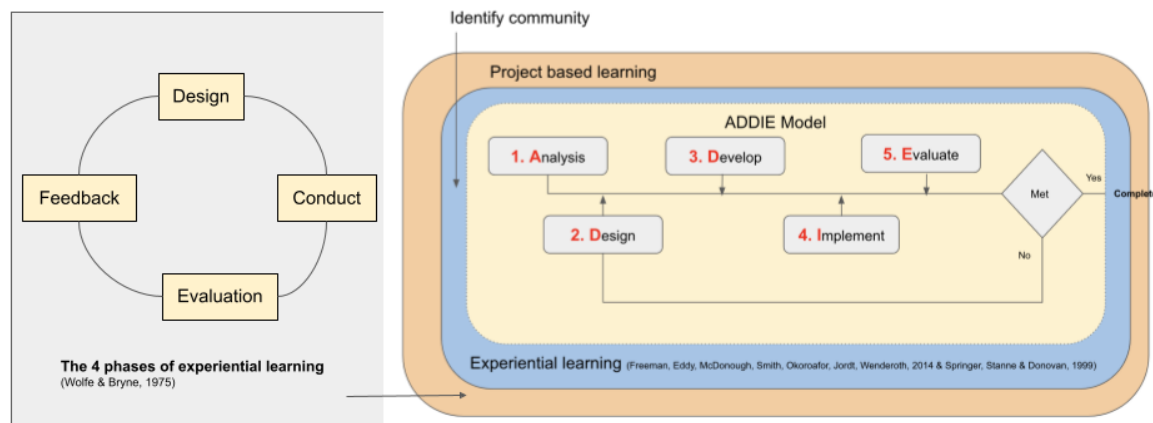 Design
Feedback
Conduct
Evaluation
The 4 phases of experiential learning
(Wolfe & Bryne, 1975)
Identify community
Project based learning
ADDIE Model
1. Analysis
3. Develop
5. Evaluate
Met
Yes
Complet
2. Design
4. Implement
No
Experiential learning (Freeman, Eddy, McDonough, Smith, Okoroafor, Jordt, Wenderoth, 2014 & Springer, Stanne & Donovan, 1999)